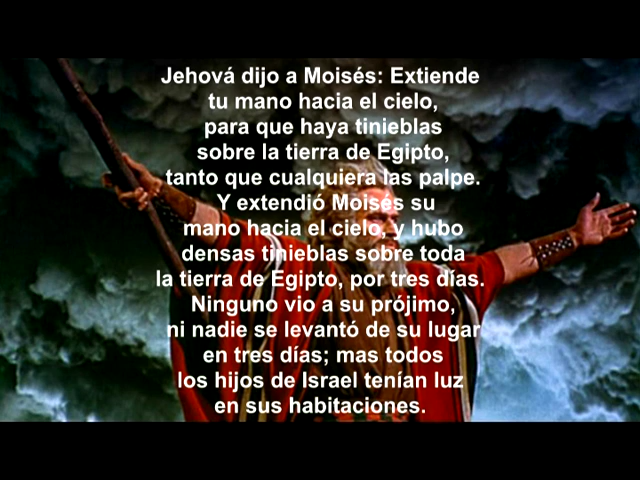 Jehová dijo a Moisés: Extiende
tu mano hacia el cielo,
para que haya tinieblas
sobre la tierra de Egipto,
tanto que cualquiera las palpe.
Y extendió Moisés su
mano hacia el cielo, y hubo
densas tinieblas sobre toda
la tierra de Egipto, por tres días.
Ninguno vio a su prójimo,
ni nadie se levantó de su lugar
en tres días; mas todos
los hijos de Israel tenían luz
en sus habitaciones.